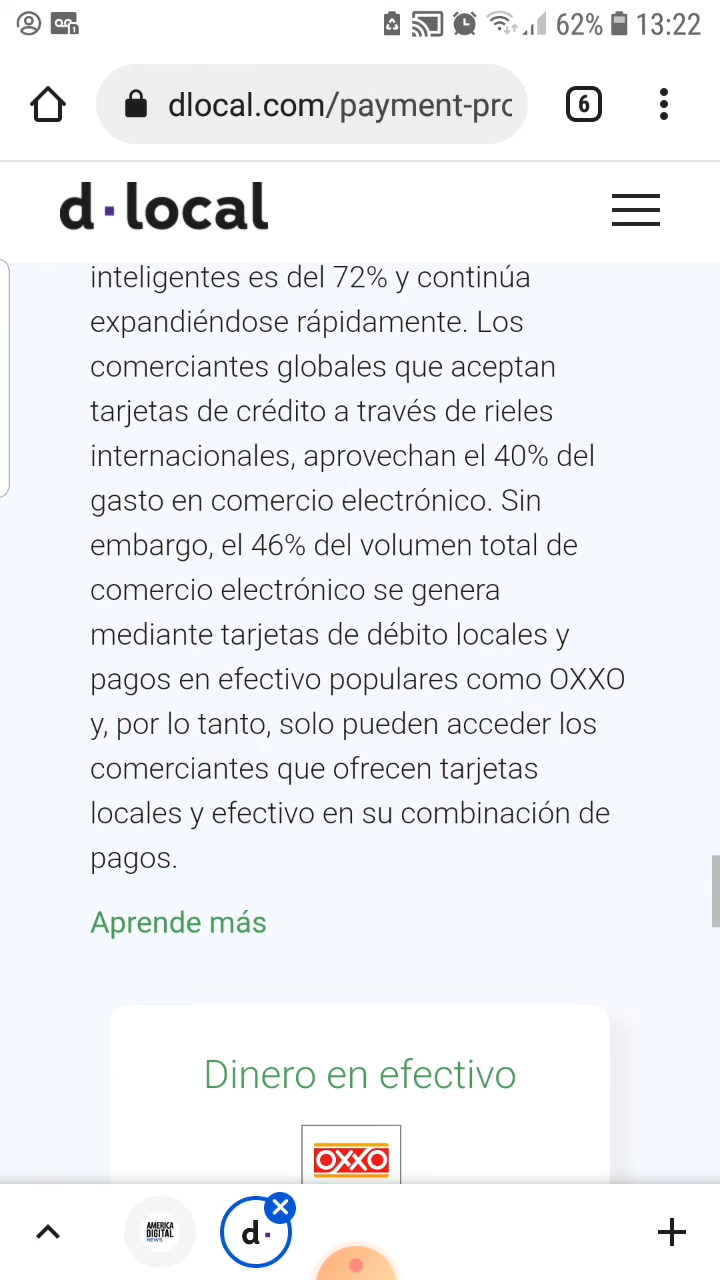 62% 13:22
dlocal.com/payment-prc
6
d·local
inteligentes es del 72% y continúa
expandiéndose rápidamente. Los
comerciantes globales que aceptan
tarjetas de crédito a través de rieles
internacionales, aprovechan el 40% del
gasto en comercio electrónico. Sin
embargo, el 46% del volumen total de
comercio electrónico se genera
mediante tarjetas de débito locales y
pagos en efectivo populares como OXXO
y, por lo tanto, solo pueden acceder los
comerciantes que ofrecen tarjetas
locales y efectivo en su combinación de
pagos.
Aprende más
Dinero en efectivo
OXXO
AMERICA
DIGITAL
NEWS
d·